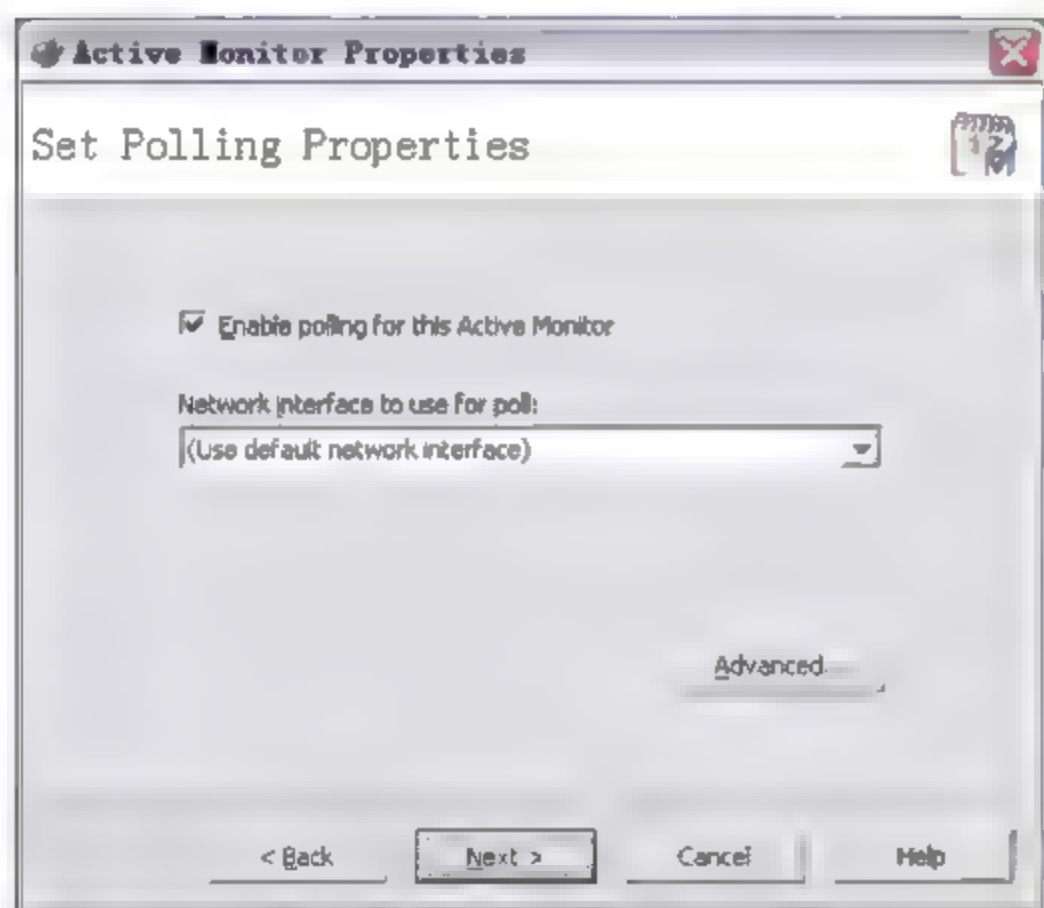 Active Monitor Properties
Set Polling Properties
Enable polling for this Active Monitor
Network interface to use for poll:
(Use default network interface)
Advanced...
< Back
Next >
Cancel
Help